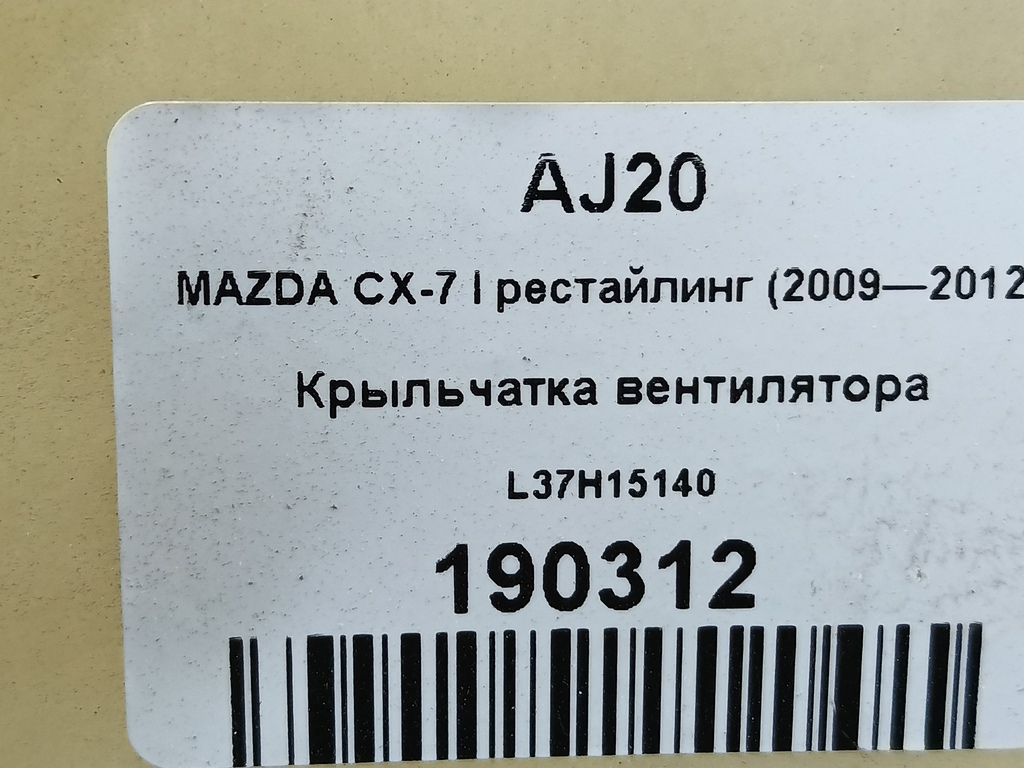 AJ20
MAZDA CX-7 I рестайлинг (2009—2012
Крыльчатка вентилятора
L37H15140
190312